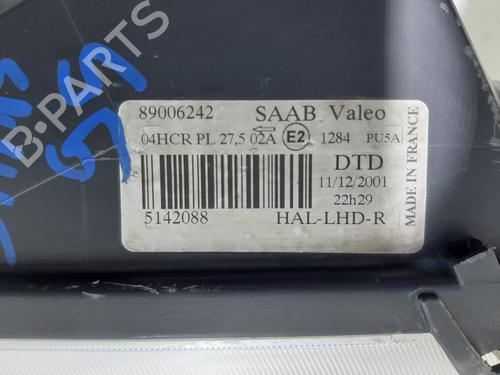 89006242 SAAB Valeo
04HCR PL 27,5 02A E2 1284 PU5A
DTD
11/12/2001
22h29
5142088 HAL-LHD-R
MADE IN FRANCE
B-PARTS